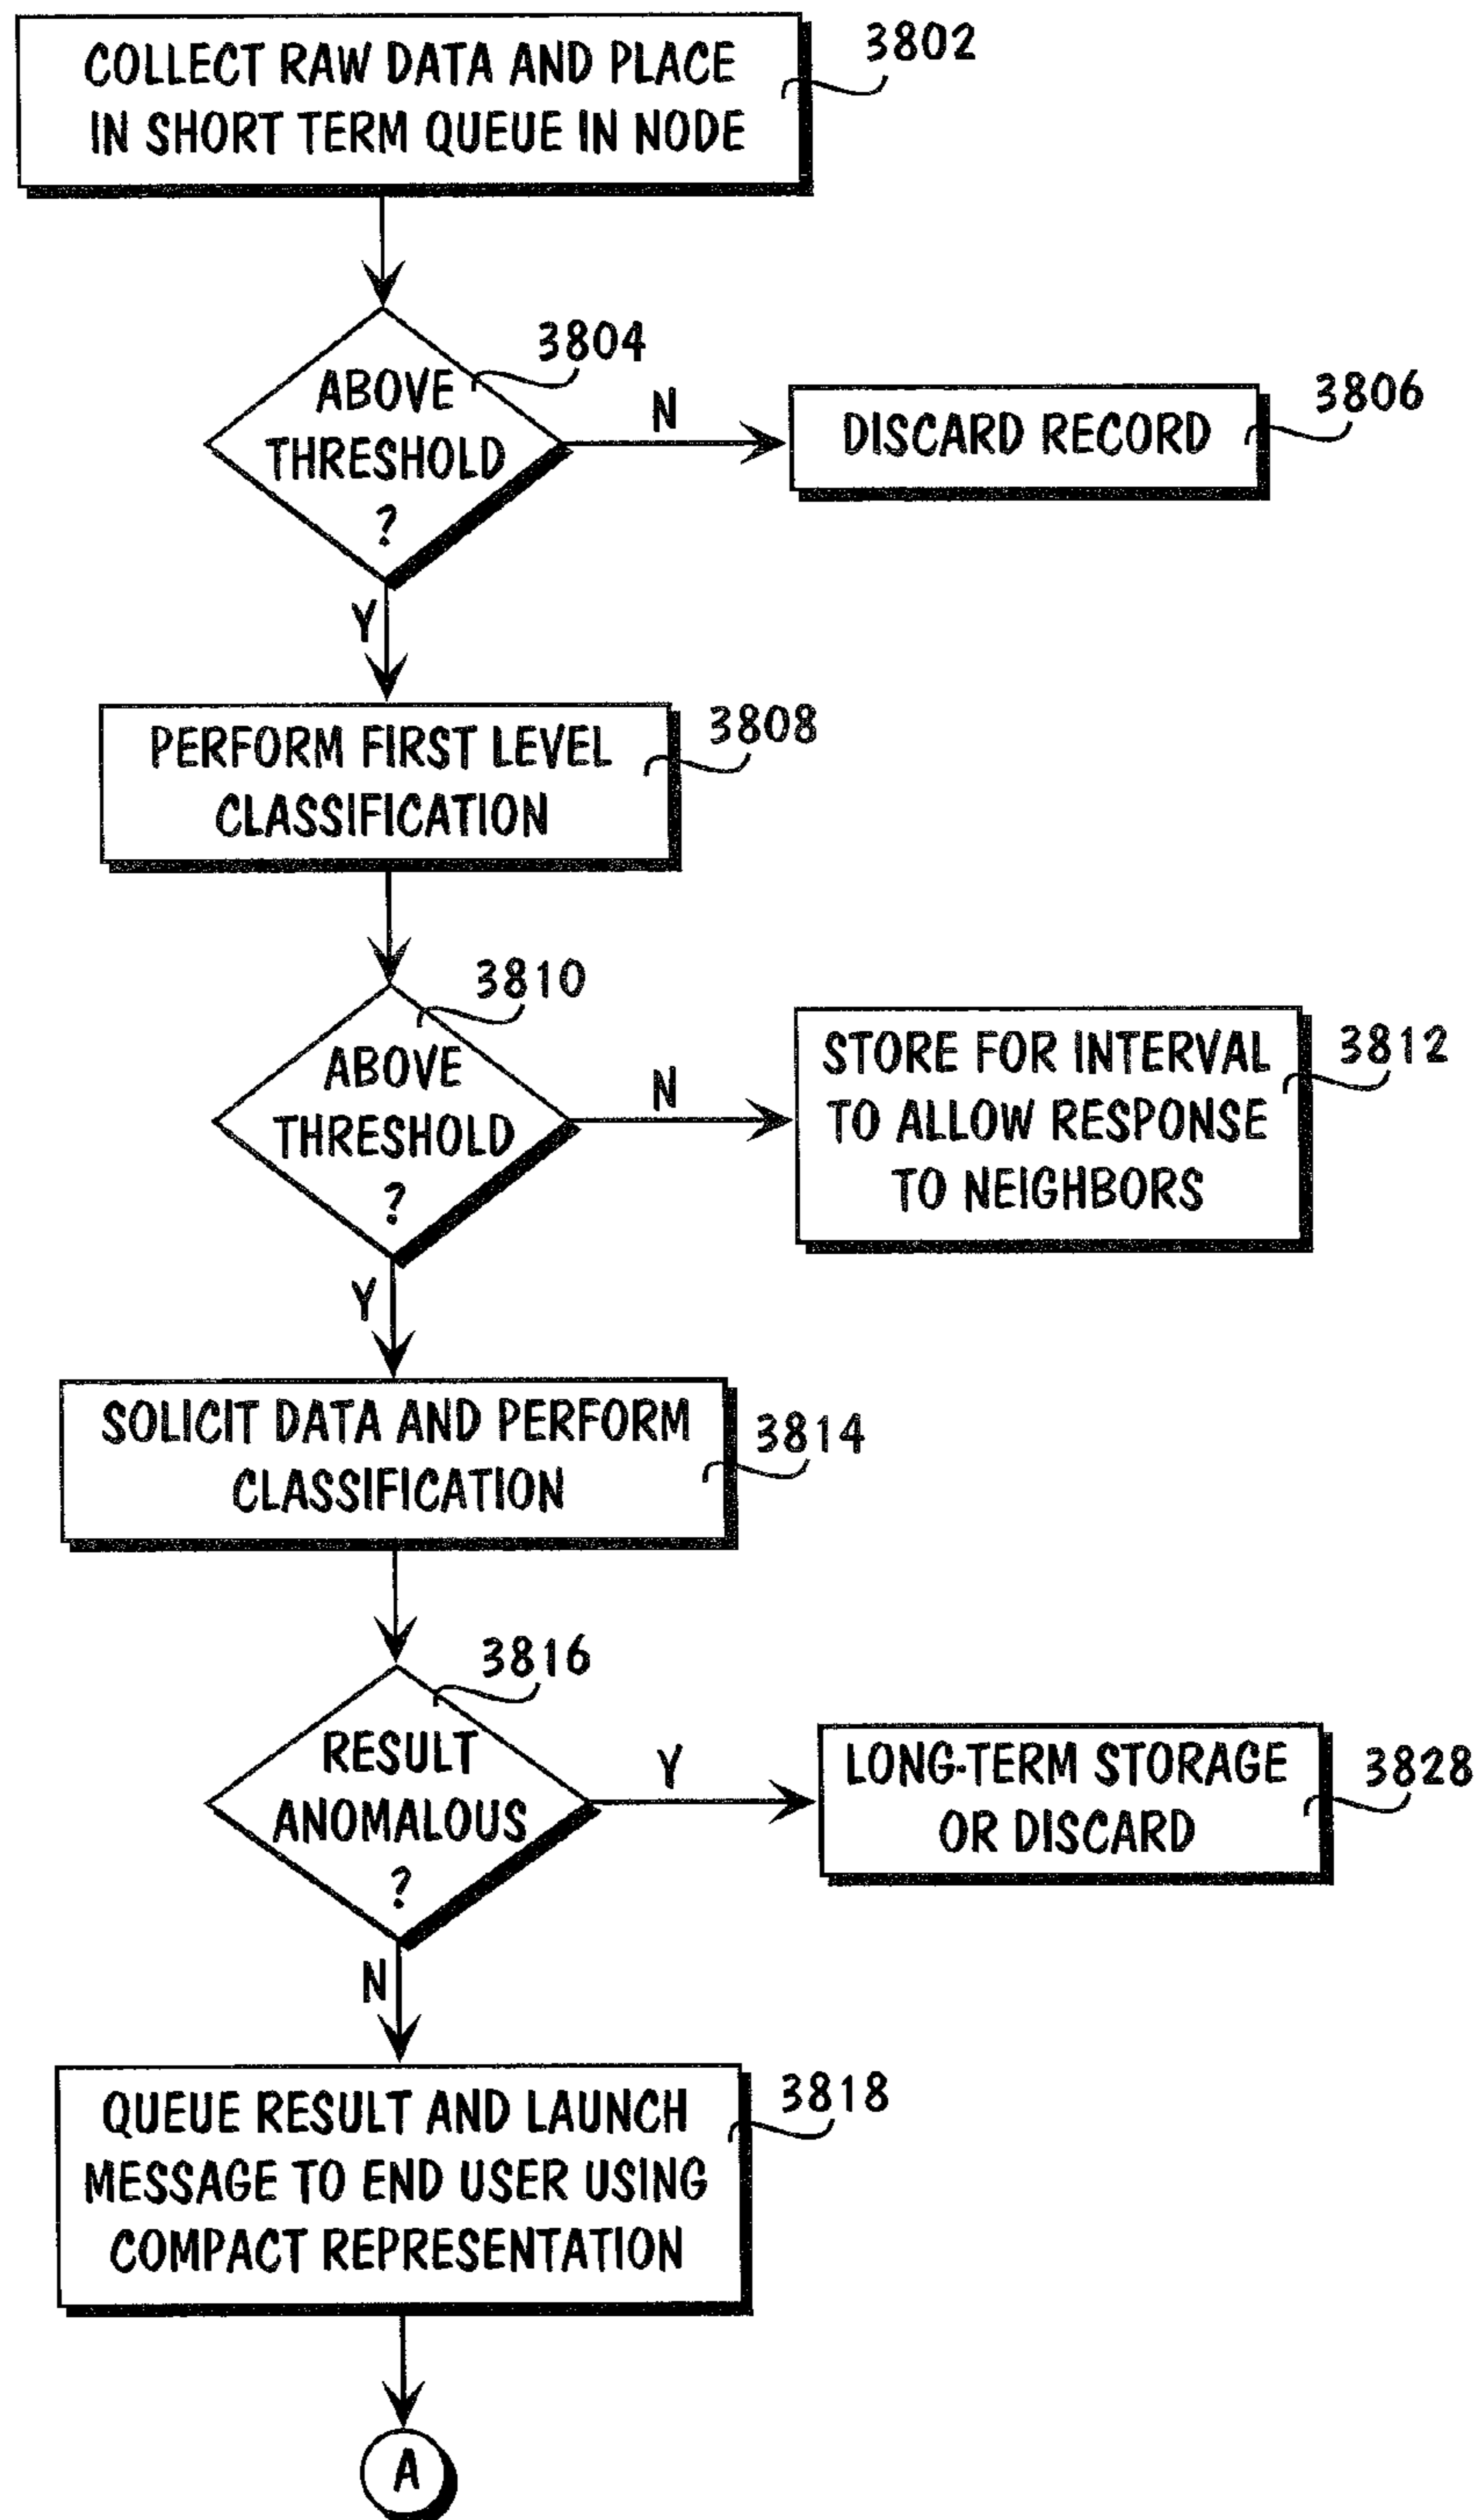 COLLECT RAW DATA AND PLACE
IN SHORT TERM QUEUE IN NODE
3802
ABOVE
THRESHOLD
?
3804
N
DISCARD RECORD
3806
Y
PERFORM FIRST LEVEL
CLASSIFICATION
3808
ABOVE
THRESHOLD
?
3810
N
STORE FOR INTERVAL
TO ALLOW RESPONSE
TO NEIGHBORS
3812
Y
SOLICIT DATA AND PERFORM
CLASSIFICATION
3814
RESULT
ANOMALOUS
?
3816
Y
LONG-TERM STORAGE
OR DISCARD
3828
N
QUEUE RESULT AND LAUNCH
MESSAGE TO END USER USING
COMPACT REPRESENTATION
3818
A